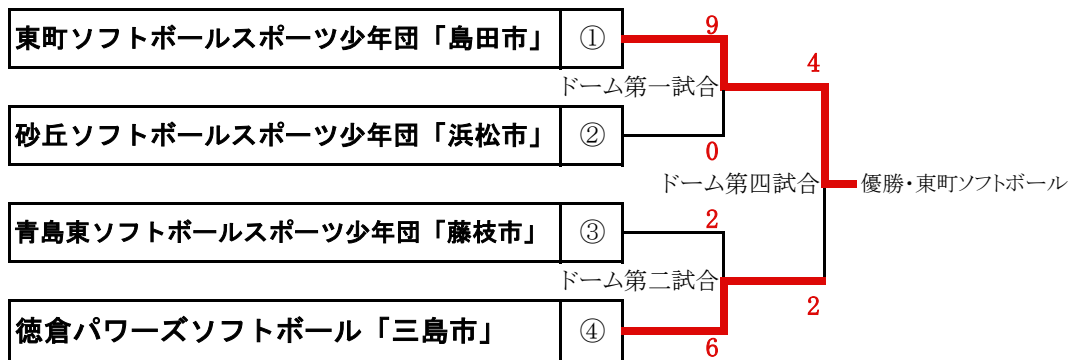 東町ソフトボールスポーツ少年団「島田市」 ①
9
4
ドーム第一試合
砂丘ソフトボールスポーツ少年団「浜松市」 ②
0
ドーム第四試合
優勝・東町ソフトボール
青島東ソフトボールスポーツ少年団「藤枝市」 ③
2
ドーム第二試合
2
徳倉パワーズソフトボール「三島市」 ④
6